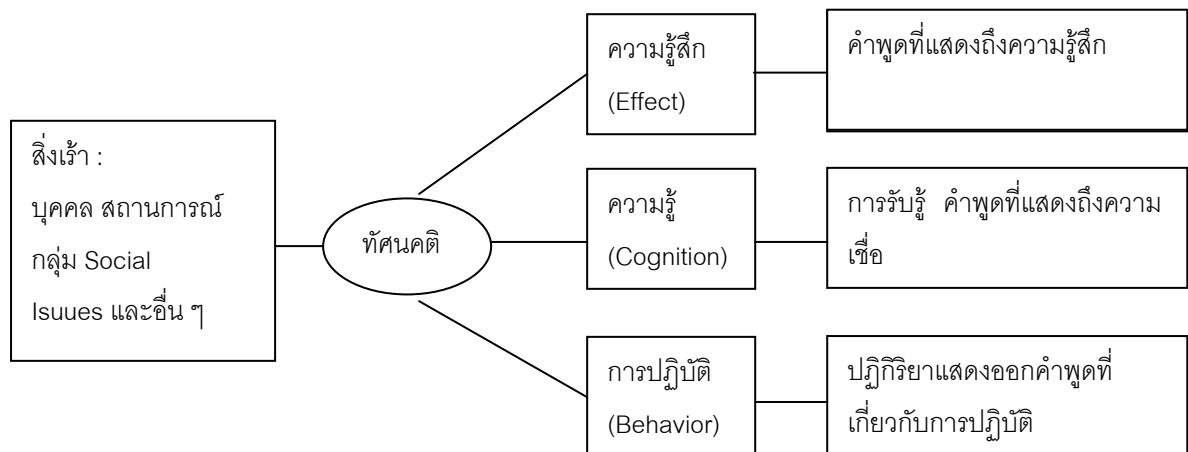 สิ่งเร้า :
บุคคล สถานการณ์
กลุ่ม Social
Isuues และอื่น ๆ
ทัศนคติ
ความรู้สึก
(Effect)
คำพูดที่แสดงถึงความรู้สึก
ความรู้
(Cognition)
การรับรู้ คำพูดที่แสดงถึงความ
เชื่อ
การปฏิบัติ
(Behavior)
ปฏิกิริยาแสดงออกคำพูดที่
เกี่ยวกับการปฏิบัติ